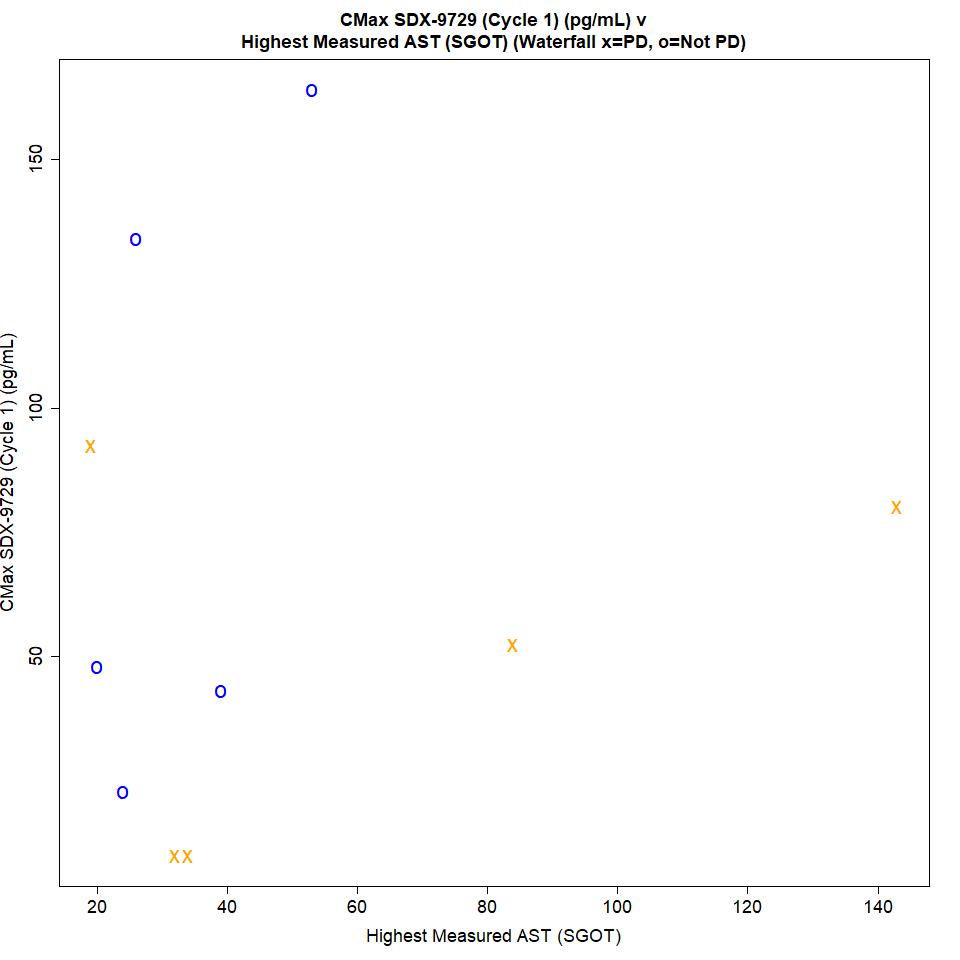 CMax SDX-9729 (Cycle 1) (pg/mL) v
Highest Measured AST (SGOT) (Waterfall x=PD, o=Not PD)
CMax SDX-9729 (Cycle 1) (pg/mL)
150
100
50
O
O
X
X
X
O
O
O
X X
20 40 60 80 100 120 140
Highest Measured AST (SGOT)